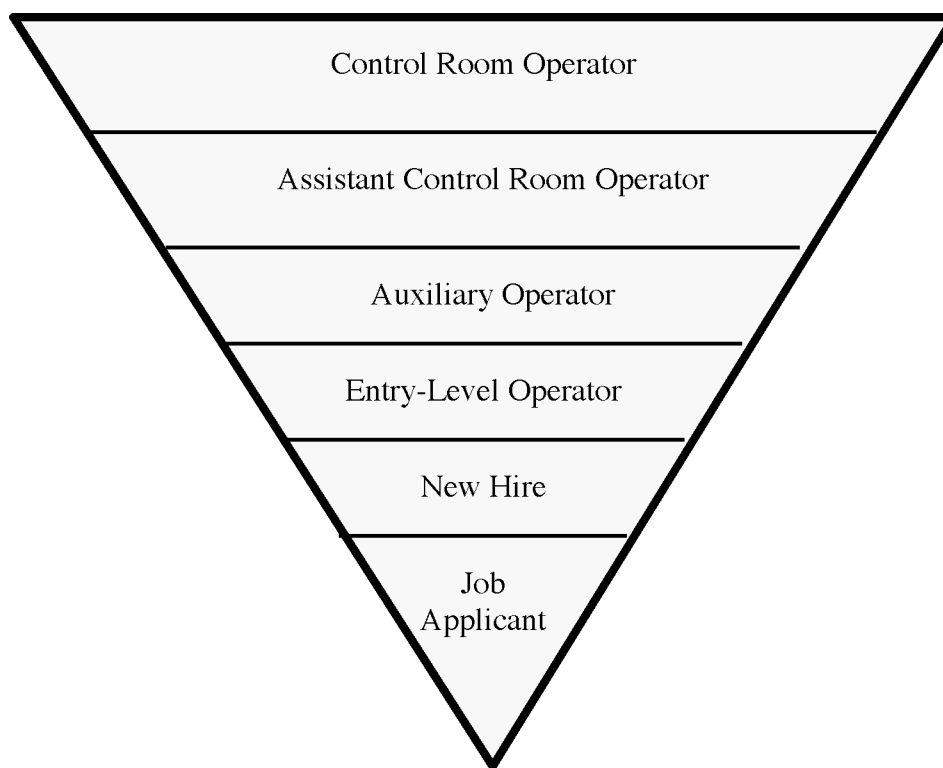 Control Room Operator
Assistant Control Room Operator
Auxiliary Operator
Entry-Level Operator
New Hire
Job
Applicant